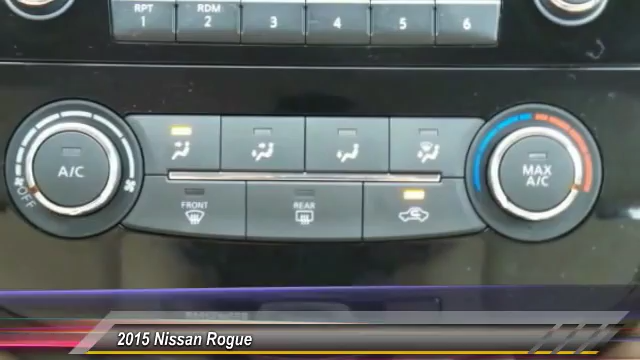 RPT
1
RDM
2
3
4
5
6
A/C
OFF
FRONT
REAR
MAX
A/C
2015 Nissan Rogue